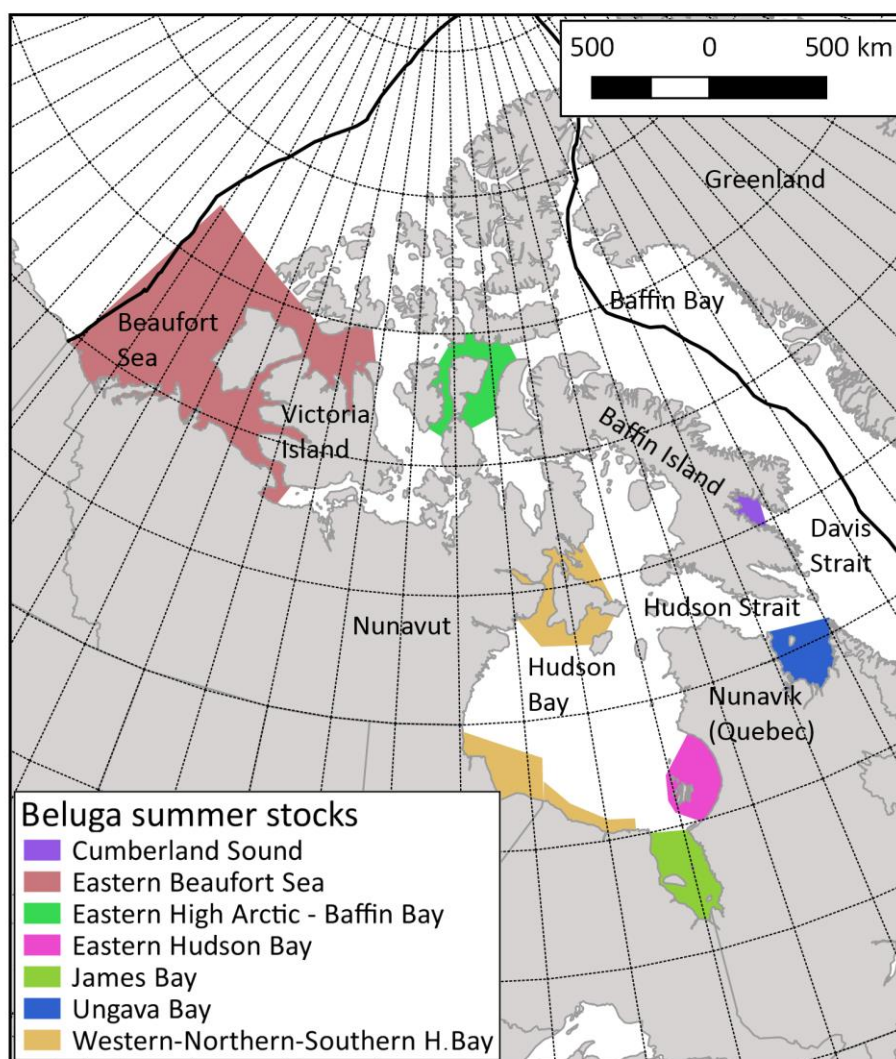 500 0 500 km
Greenland
Baffin Bay
Beaufort
Sea
Victoria
Island
Baffin Island
Davis
Strait
Nunavut
Hudson Strait
Hudson
Bay
Nunavik
(Quebec)
Beluga summer stocks
Cumberland Sound
Eastern Beaufort Sea
Eastern High Arctic - Baffin Bay
Eastern Hudson Bay
James Bay
Ungava Bay
Western-Northern-Southern H.Bay